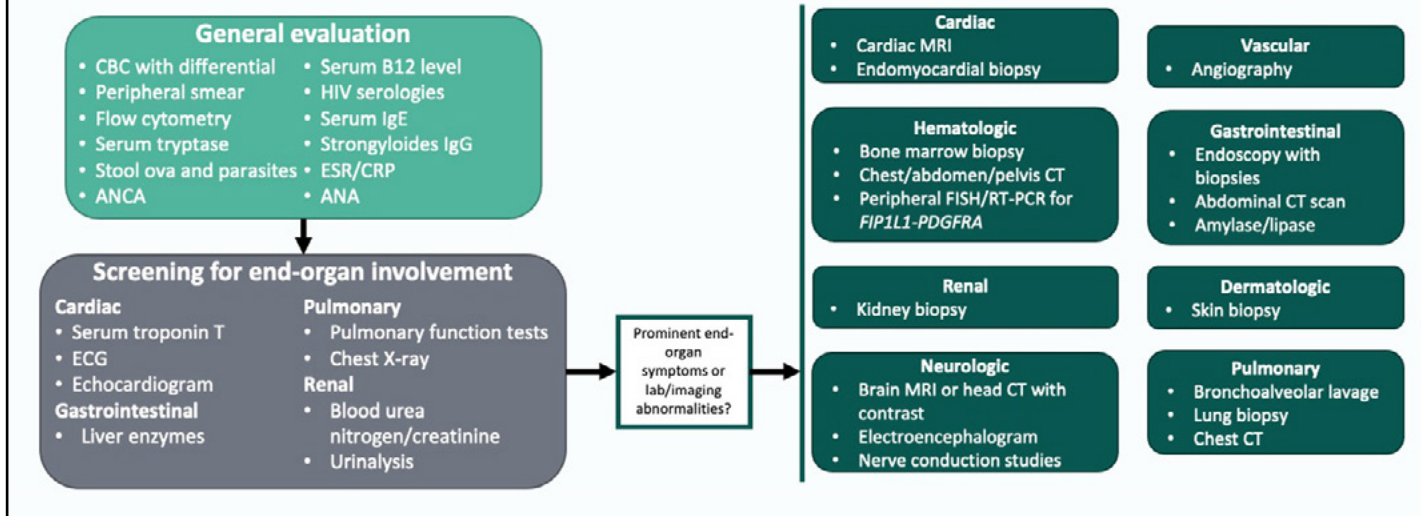 General evaluation
• CBC with differential
• Peripheral smear
• Flow cytometry
• Serum tryptase
• Stool ova and parasites
• ANCA
• Serum B12 level
• HIV serologies
• Serum IgE
• Strongyloides IgG
• ESR/CRP
• ANA
Screening for end-organ involvement
Cardiac
• Serum troponin T
• ECG
• Echocardiogram
Gastrointestinal
• Liver enzymes
Pulmonary
• Pulmonary function tests
• Chest X-ray
Renal
• Blood urea
nitrogen/creatinine
• Urinalysis
Prominent end-
organ
symptoms or
lab/imaging
abnormalities?
Cardiac
• Cardiac MRI
• Endomyocardial biopsy
Vascular
• Angiography
Hematologic
• Bone marrow biopsy
• Chest/abdomen/pelvis CT
• Peripheral FISH/RT-PCR for
FIP1L1-PDGFRA
Gastrointestinal
• Endoscopy with
biopsies
• Abdominal CT scan
• Amylase/lipase
Renal
• Kidney biopsy
Dermatologic
• Skin biopsy
Neurologic
• Brain MRI or head CT with
contrast
• Electroencephalogram
• Nerve conduction studies
Pulmonary
• Bronchoalveolar lavage
• Lung biopsy
• Chest CT